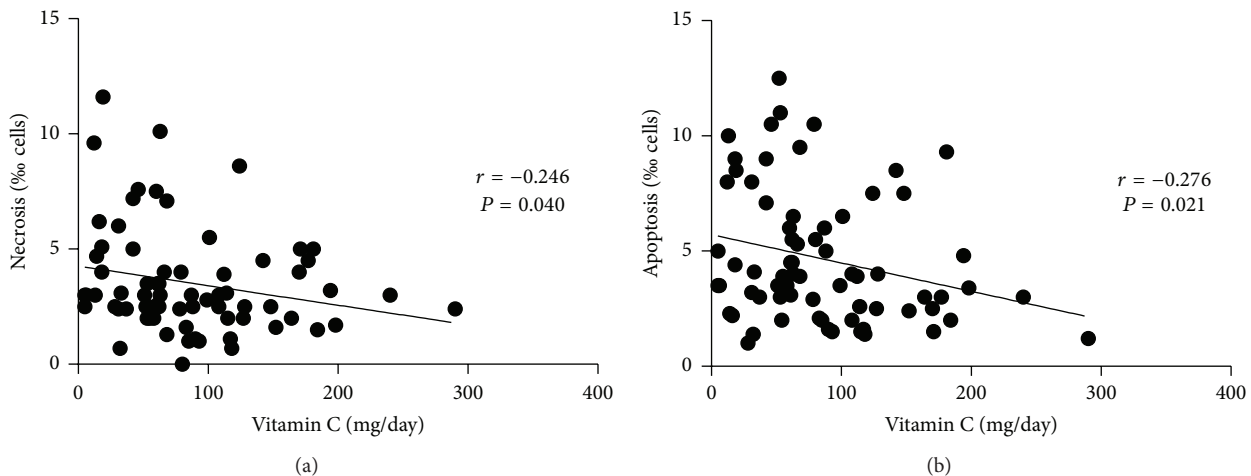 15
10
5
0
Necrosis (‰ cells)
r = −0.246
P = 0.040
0 100 200 300 400
Vitamin C (mg/day)
(a)
15
10
5
0
Apoptosis (‰ cells)
r = −0.276
P = 0.021
0 100 200 300 400
Vitamin C (mg/day)
(b)